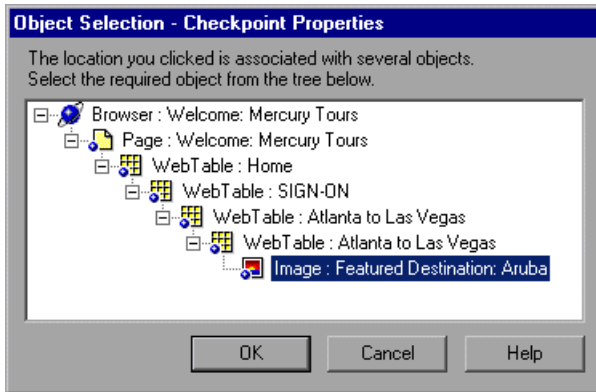 Object Selection - Checkpoint Properties
The location you clicked is associated with several objects.
Select the required object from the tree below.
Browser : Welcome: Mercury Tours
Page : Welcome: Mercury Tours
WebTable : Home
WebTable : SIGN-ON
WebTable : Atlanta to Las Vegas
WebTable : Atlanta to Las Vegas
Image : Featured Destination: Aruba
OK Cancel Help